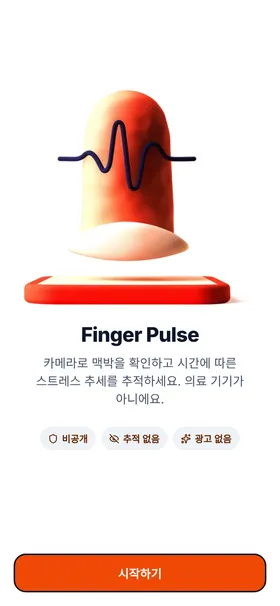 Finger Pulse
카메라로 맥박을 확인하고 시간에 따른
스트레스 추세를 추적하세요. 의료 기기가
아니에요.
비공개
추적 없음
광고 없음
시작하기